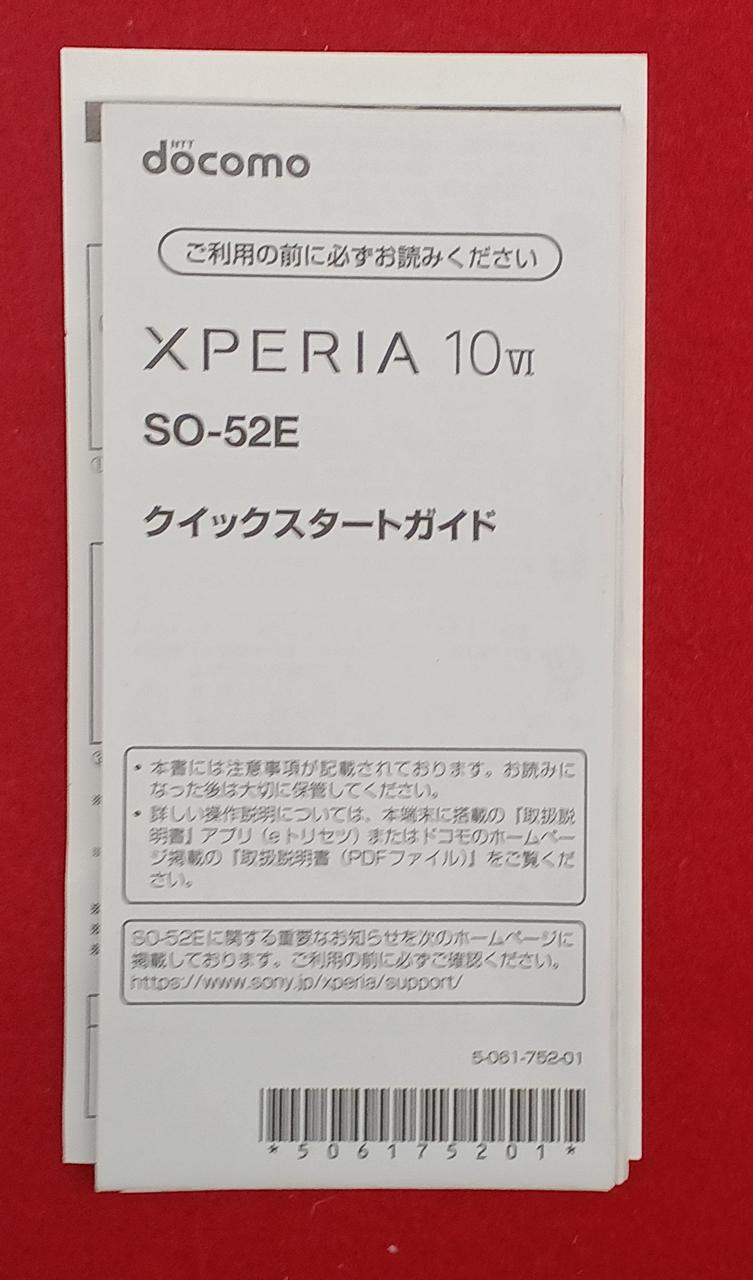 NTT
docomo
ご利用の前に必ずお読みください
XPERIA 10 VI
SO-52E
クイックスタートガイド
• 本書には注意事項が記載されております。お読みに
なった後は大切に保管してください。
• 詳しい操作説明については、本端末に搭載の『取扱説
明書』アプリ（eトリセツ）またはドコモのホームペー
ジ掲載の『取扱説明書（PDFファイル）』をご覧くだ
さい。
SO-52Eに関する重要なお知らせを次のホームページに
掲載しております。ご利用の前に必ずご確認ください。
https://www.sony.jp/xperia/support/
5-061-752-01
*506175201*